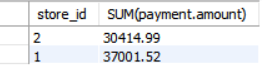 store_id SUM(payment.amount)
2 30414.99
1 37001.52